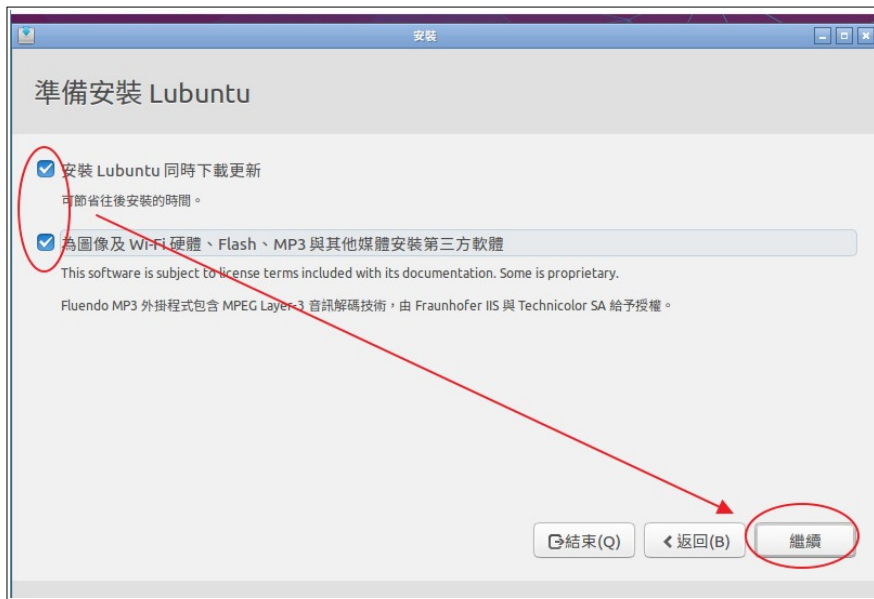 安裝
準備安裝 Lubuntu
安裝 Lubuntu 同時下載更新
可節省往後安裝的時間。
為圖像及 Wi-Fi 硬體、Flash、MP3 與其他媒體安裝第三方軟體
This software is subject to license terms included with its documentation. Some is proprietary.
Fluendo MP3 外掛程式包含 MPEG Layer-3 音訊解碼技術，由 Fraunhofer IIS 與 Technicolor SA 給予授權。
結束(Q) 返回(B) 繼續